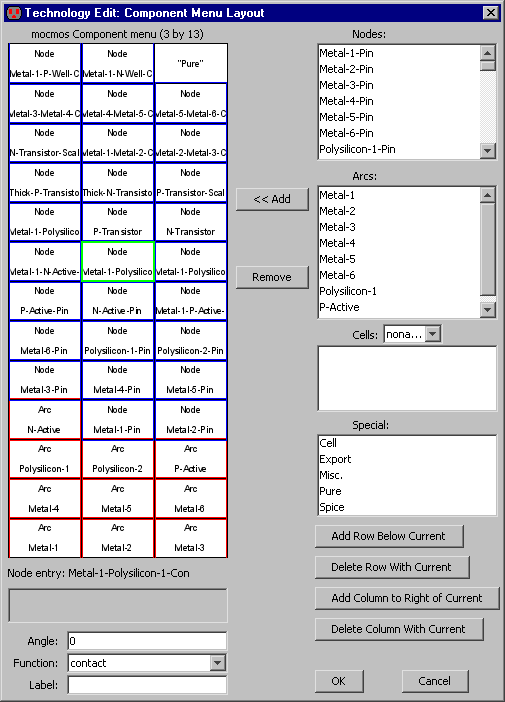 Technology Edit: Component Menu Layout
mocmos Component menu (3 by 13)
Node Node "Pure"
Metal-1-P-Well-C Metal-1-N-Well-C
Node Node Node
Metal-3-Metal-4-C Metal-4-Metal-5-C Metal-5-Metal-6-C
Node Node Node
N-Transistor-Scal Metal-1-Metal-2-C Metal-2-Metal-3-C
Node Node Node
Thick-P-Transisto Thick-N-Transisto P-Transistor-Scal
Node Node Node
Metal-1-Polysilico P-Transistor N-Transistor
Node Node Node
Metal-1-N-Active- Metal-1-Polysilico Metal-1-Polysilico
Node Node Node
P-Active-Pin N-Active-Pin Metal-1-P-Active-
Node Node Node
Metal-6-Pin Polysilicon-1-Pin Polysilicon-2-Pin
Node Node Node
Metal-3-Pin Metal-4-Pin Metal-5-Pin
Arc Node Node
N-Active Metal-1-Pin Metal-2-Pin
Arc Arc Arc
Polysilicon-1 Polysilicon-2 P-Active
Arc Arc Arc
Metal-4 Metal-5 Metal-6
Arc Arc Arc
Metal-1 Metal-2 Metal-3
Node entry: Metal-1-Polysilicon-1-Con
Angle: 0
Function: contact
Label:
<< Add
Remove
Nodes:
Metal-1-Pin
Metal-2-Pin
Metal-3-Pin
Metal-4-Pin
Metal-5-Pin
Metal-6-Pin
Polysilicon-1-Pin
Arcs:
Metal-1
Metal-2
Metal-3
Metal-4
Metal-5
Metal-6
Polysilicon-1
P-Active
Cells: nona...
Special:
Cell
Export
Misc.
Pure
Spice
Add Row Below Current
Delete Row With Current
Add Column to Right of Current
Delete Column With Current
OK Cancel